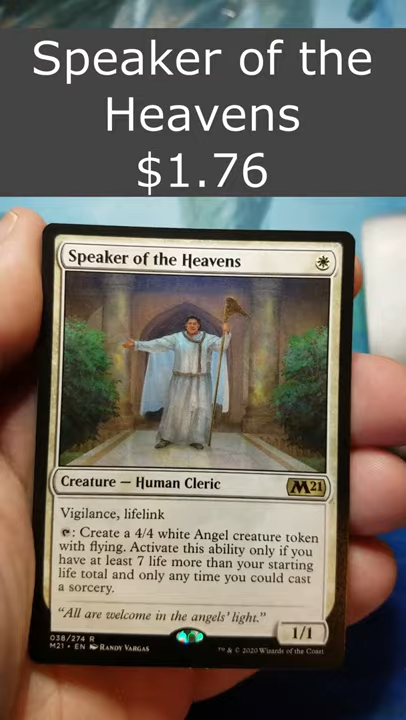 Speaker of the
Heavens
$1.76
Speaker of the Heavens
Creature — Human Cleric
M21
Vigilance, lifelink
: Create a 4/4 white Angel creature token
with flying. Activate this ability only if you
have at least 7 life more than your starting
life total and only any time you could cast
a sorcery.
“All are welcome in the angels’ light.”
1/1
038/274 R
M21 • EN RANDY VARGAS
™ & © 2020 Wizards of the Coast